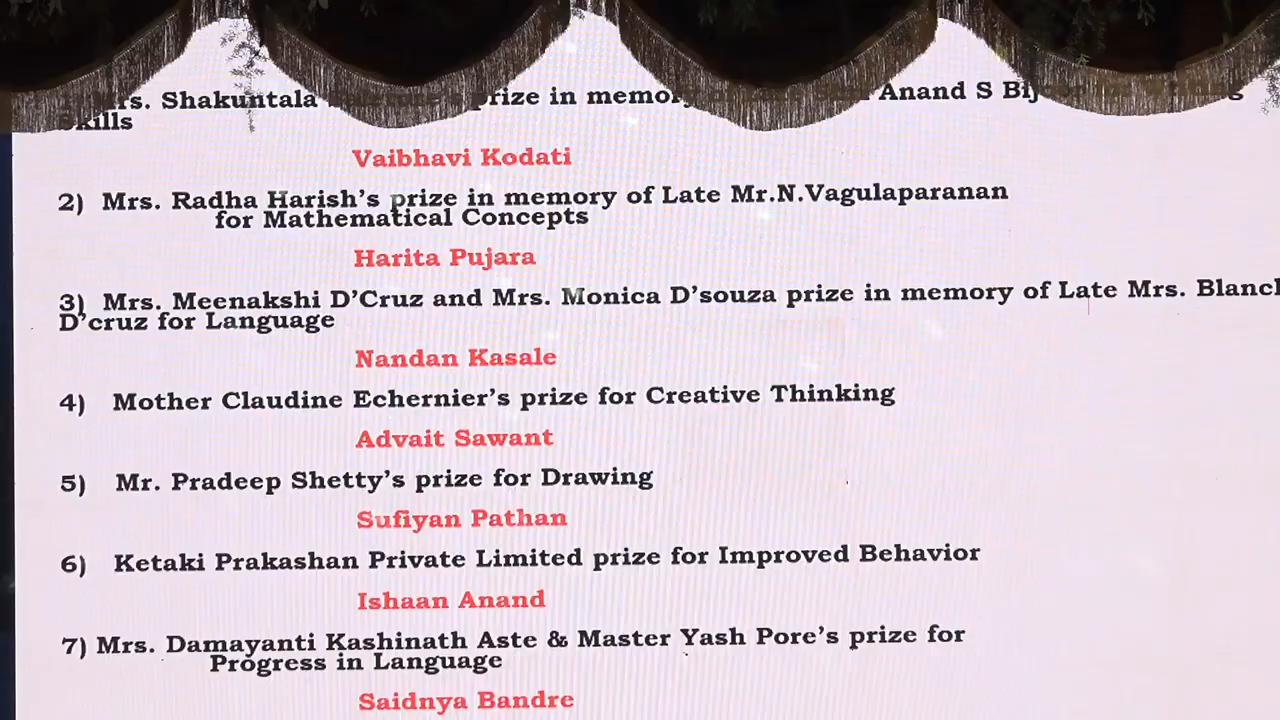 Shakuntala prize in Anand S
Skills
Vaibhavi Kodati
2) Mrs. Radha Harish's prize in memory of Late Mr.N.Vagulaparanan
for Mathematical Concepts
Harita Pujara
3) Mrs. Meenakshi D'Cruz and Mrs. Monica D'souza prize in memory of Late Mrs.
D'cruz for Language
Nandan Kasale
4) Mother Claudine Echernier's prize for Creative Thinking
Advait Sawant
5) Mr. Pradeep Shetty's prize for Drawing
Sufiyan Pathan
6) Ketaki Prakashan Private Limited prize for Improved Behavior
Ishaan Anand
7) Mrs. Damayanti Kashinath Aste & Master Yash Pore's prize for
Progress in Language
Saidnya Bandre